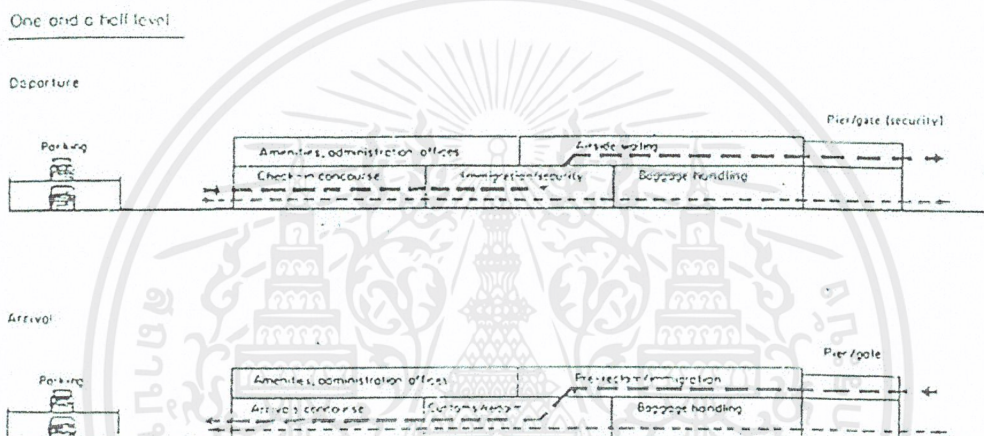 One and a half level
Departure
Pier/gate (security)
Parking
Amenities, administration offices
Airside waiting
Check-in concourse
Immigration/security
Baggage handling
Arrival
Pier/gate
Parking
Amenities, administration offices
Pre-reclaim/immigration
Arrivals concourse
Customs/reclaim
Baggage handling